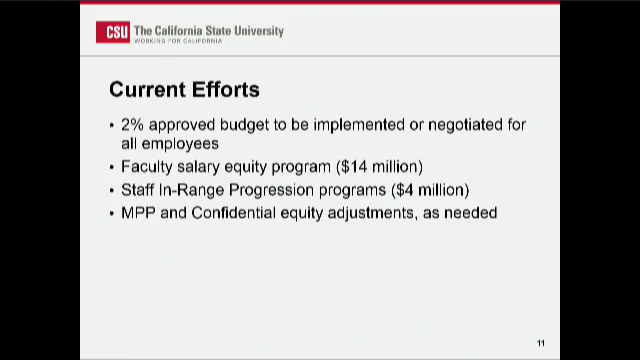 CSU The California State University
WORKING FOR CALIFORNIA
Current Efforts
• 2% approved budget to be implemented or negotiated for
all employees
• Faculty salary equity program ($14 million)
• Staff In-Range Progression programs ($4 million)
• MPP and Confidential equity adjustments, as needed
11